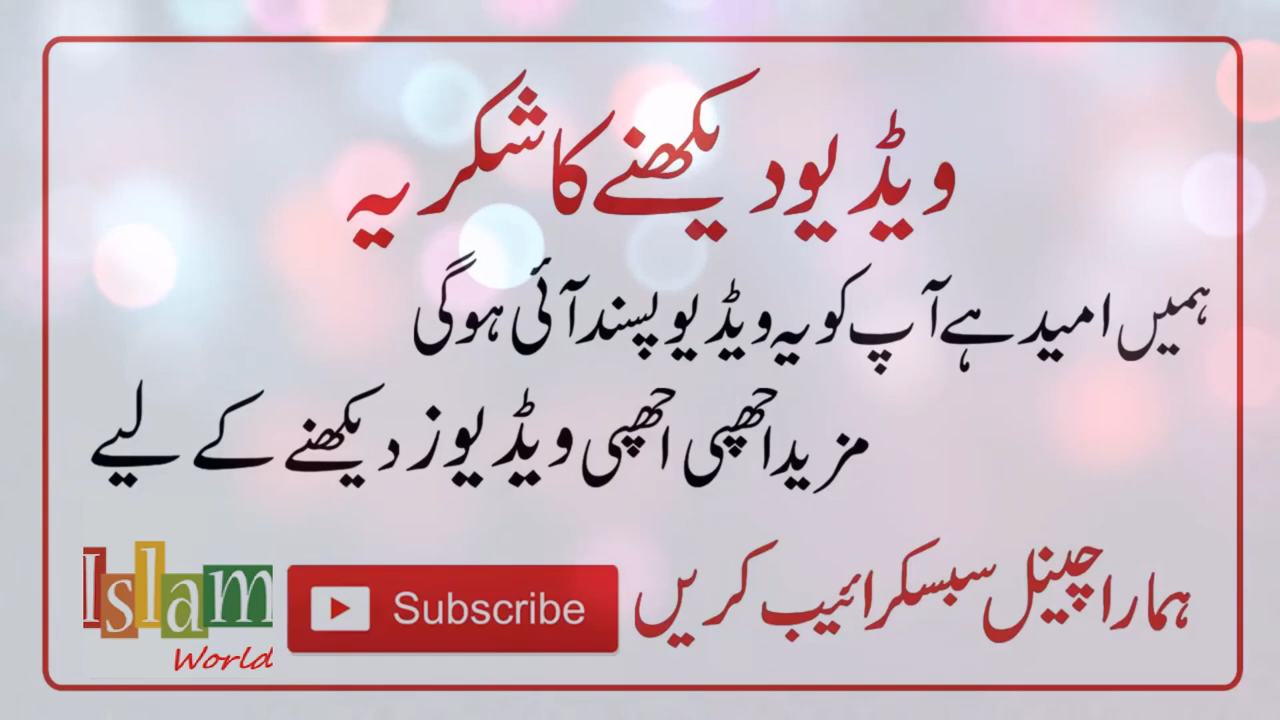 ویڈیو دیکھنے کا شکریہ
ہمیں امید ہے آپ کو یہ ویڈیو پسند آئی ہوگی
مزید اچھی اچھی ویڈیوز دیکھنے کے لیے
ہمارا چینل سبسکرائیب کریں
Subscribe
Islam
World